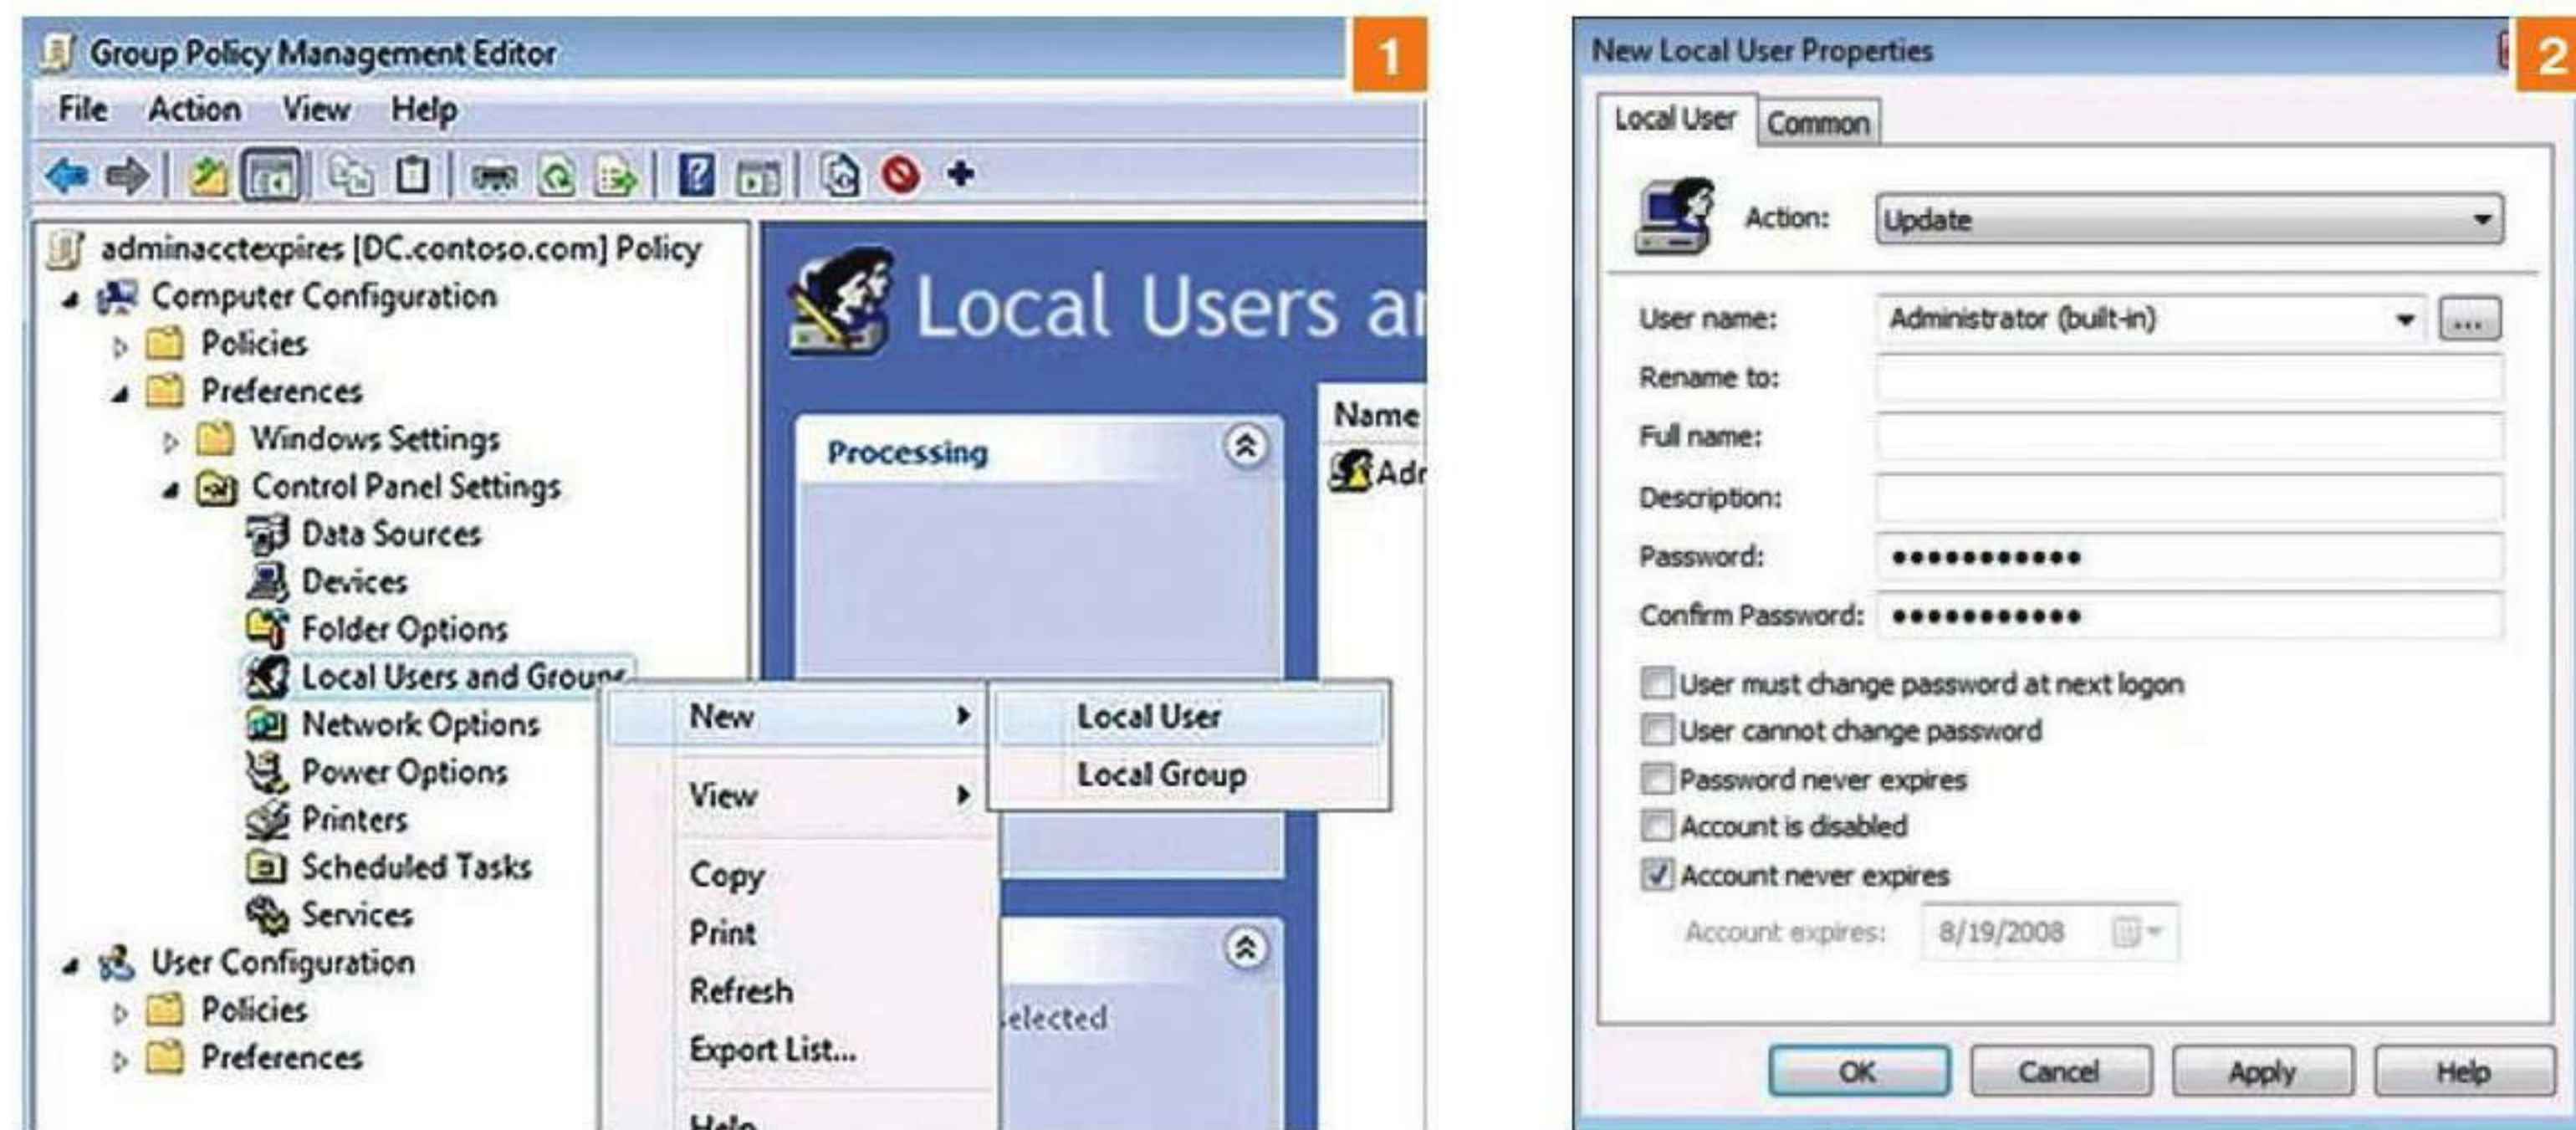 Group Policy Management Editor
1
File Action View Help
adminacctexpires [DC.contoso.com] Policy
Computer Configuration
Policies
Preferences
Windows Settings
Control Panel Settings
Data Sources
Devices
Folder Options
Local Users and Groups
Network Options
Power Options
Printers
Scheduled Tasks
Services
User Configuration
Policies
Preferences
Local Users ar
Processing
Name
Adr
New
View
Copy
Print
Refresh
Export List...
Help
Local User
Local Group
elected
New Local User Properties
2
Local User Common
Action: Update
User name: Administrator (built-in) ...
Rename to:
Full name:
Description:
Password: •••••••••••
Confirm Password: •••••••••••
User must change password at next logon
User cannot change password
Password never expires
Account is disabled
Account never expires
Account expires: 8/19/2008
OK Cancel Apply Help